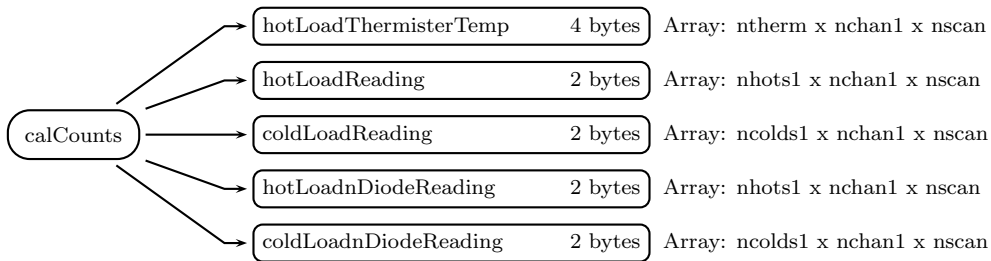 hotLoadThermisterTemp 4 bytes Array: ntherm x nchan1 x nscan
hotLoadReading 2 bytes Array: nhots1 x nchan1 x nscan
calCounts coldLoadReading 2 bytes Array: ncolds1 x nchan1 x nscan
hotLoadnDiodeReading 2 bytes Array: nhots1 x nchan1 x nscan
coldLoadnDiodeReading 2 bytes Array: ncolds1 x nchan1 x nscan